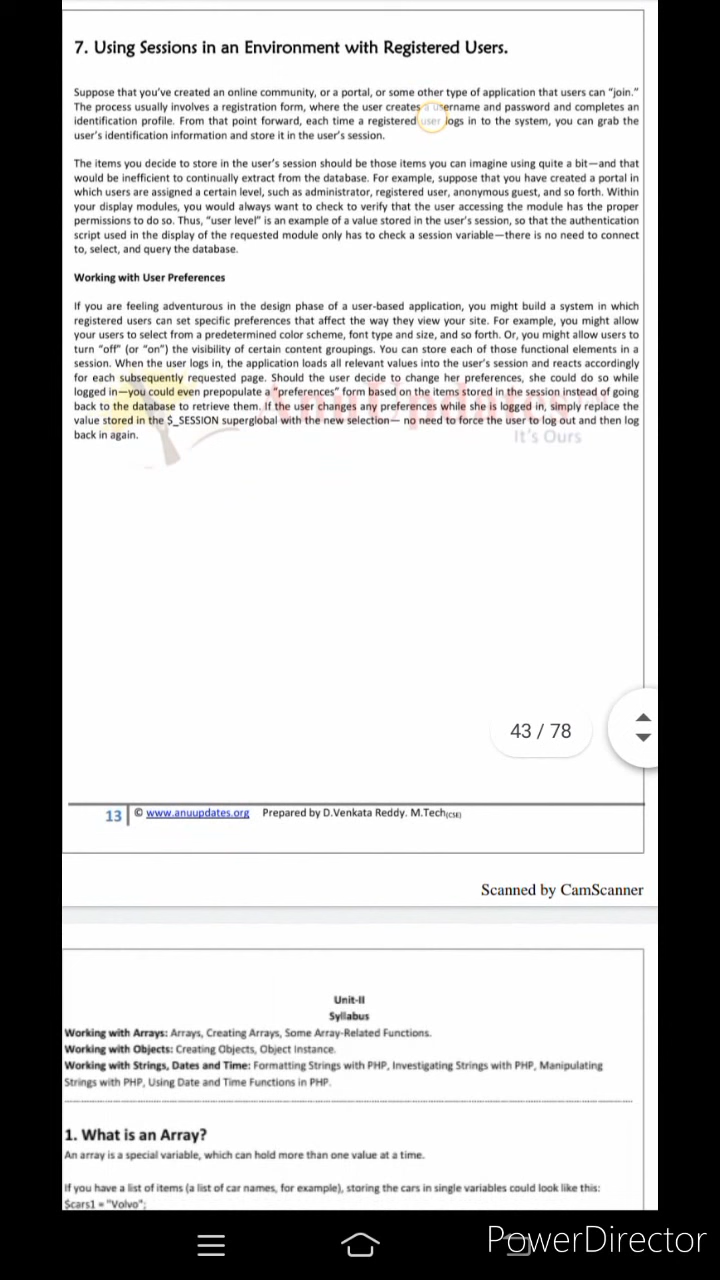 7. Using Sessions in an Environment with Registered Users.
Suppose that you've created an online community, or a portal, or some other type of application that users can "join."
The process usually involves a registration form, where the user creates a username and password and completes an
identification profile. From that point forward, each time a registered user logs in to the system, you can grab the
user's identification information and store it in the user's session.
The items you decide to store in the user's session should be those items you can imagine using quite a bit—and that
would be inefficient to continually extract from the database. For example, suppose that you have created a portal in
which users are assigned a certain level, such as administrator, registered user, anonymous guest, and so forth. Within
your display modules, you would always want to check to verify that the user accessing the module has the proper
permissions to do so. Thus, "user level" is an example of a value stored in the user's session, so that the authentication
script used in the display of the requested module only has to check a session variable—there is no need to connect
to, select, and query the database.
Working with User Preferences
If you are feeling adventurous in the design phase of a user-based application, you might build a system in which
registered users can set specific preferences that affect the way they view your site. For example, you might allow
your users to select from a predetermined color scheme, font type and size, and so forth. Or, you might allow users to
turn "off" (or "on") the visibility of certain content groupings. You can store each of those functional elements in a
session. When the user logs in, the application loads all relevant values into the user's session and reacts accordingly
for each subsequently requested page. Should the user decide to change her preferences, she could do so while
logged in—you could even prepopulate a "preferences" form based on the items stored in the session instead of going
back to the database to retrieve them. If the user changes any preferences while she is logged in, simply replace the
value stored in the $_SESSION superglobal with the new selection— no need to force the user to log out and then log
back in again.
It's Ours
43 / 78
13 © www.anuupdates.org Prepared by D.Venkata Reddy. M.Tech(CSE)
Scanned by CamScanner
Unit-II
Syllabus
Working with Arrays: Arrays, Creating Arrays, Some Array-Related Functions.
Working with Objects: Creating Objects, Object Instance.
Working with Strings, Dates and Time: Formatting Strings with PHP, Investigating Strings with PHP, Manipulating
Strings with PHP, Using Date and Time Functions in PHP.
1. What is an Array?
An array is a special variable, which can hold more than one value at a time.
If you have a list of items (a list of car names, for example), storing the cars in single variables could look like this:
$cars1 = "Volvo";
PowerDirector